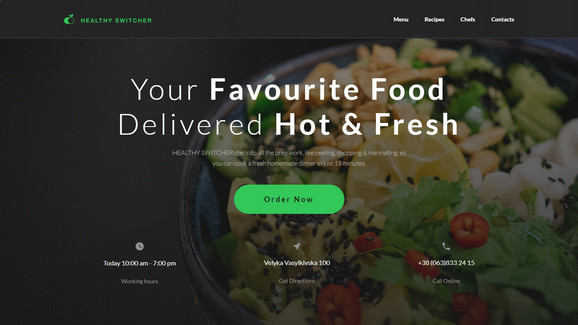 HEALTHY SWITCHER
Menu Recipes Chefs Contacts
Your Favourite Food
Delivered Hot & Fresh
HEALTHY SWITCHER chefs do all the prep work, like peeling, chopping & marinating, so
you can cook a fresh homemade dinner in just 15 minutes.
Order Now
Today 10:00 am - 7:00 pm
Working hours
Velyka Vasylkivska 100
Get Directions
+38 (063)833 24 15
Call Online